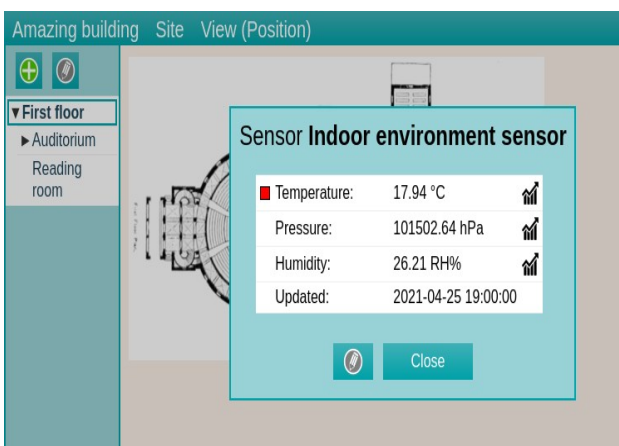 Amazing building Site View (Position)
▼ First floor
▶ Auditorium
Reading
room
Sensor Indoor environment sensor
Temperature: 17.94 °C
Pressure: 101502.64 hPa
Humidity: 26.21 RH%
Updated: 2021-04-25 19:00:00
Close